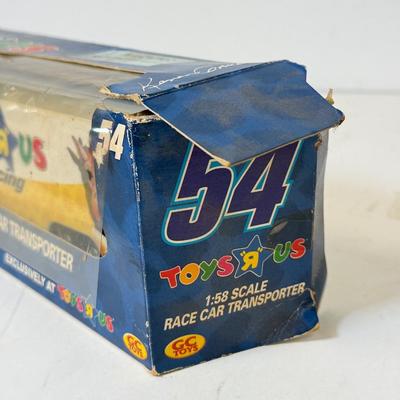 54
R US
cing
CAR TRANSPORTER
EXCLUSIVELY AT TOYS R US
GC
TOYS
54
TOYS "R" US
1:58 SCALE
RACE CAR TRANSPORTER
GC
TOYS